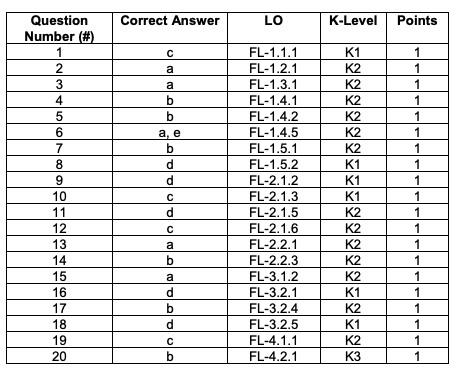 Question Number (#) Correct Answer LO K-Level Points
1 c FL-1.1.1 K1 1
2 a FL-1.2.1 K2 1
3 a FL-1.3.1 K2 1
4 b FL-1.4.1 K2 1
5 b FL-1.4.2 K2 1
6 a, e FL-1.4.5 K2 1
7 b FL-1.5.1 K2 1
8 d FL-1.5.2 K1 1
9 d FL-2.1.2 K1 1
10 c FL-2.1.3 K1 1
11 d FL-2.1.5 K2 1
12 c FL-2.1.6 K2 1
13 a FL-2.2.1 K2 1
14 b FL-2.2.3 K2 1
15 a FL-3.1.2 K2 1
16 d FL-3.2.1 K1 1
17 b FL-3.2.4 K2 1
18 d FL-3.2.5 K1 1
19 c FL-4.1.1 K2 1
20 b FL-4.2.1 K3 1